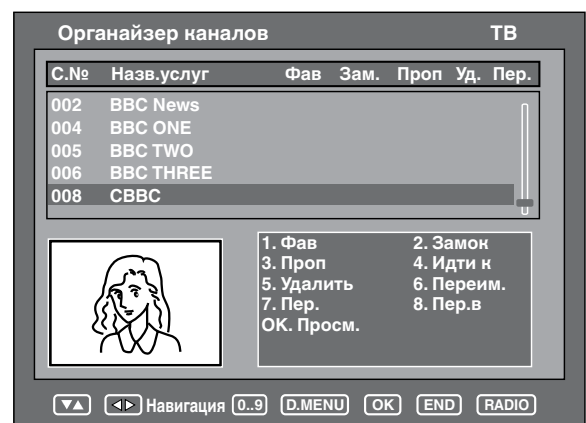 Органайзер каналов ТВ
С.№ Назв.услуг Фав Зам. Проп Уд. Пер.
002 BBC News
004 BBC ONE
005 BBC TWO
006 BBC THREE
008 CBBC
1. Фав 2. Замок
3. Проп 4. Идти к
5. Удалить 6. Переим.
7. Пер. 8. Пер.в
OK. Просм.
Навигация 0..9 D.MENU OK END RADIO